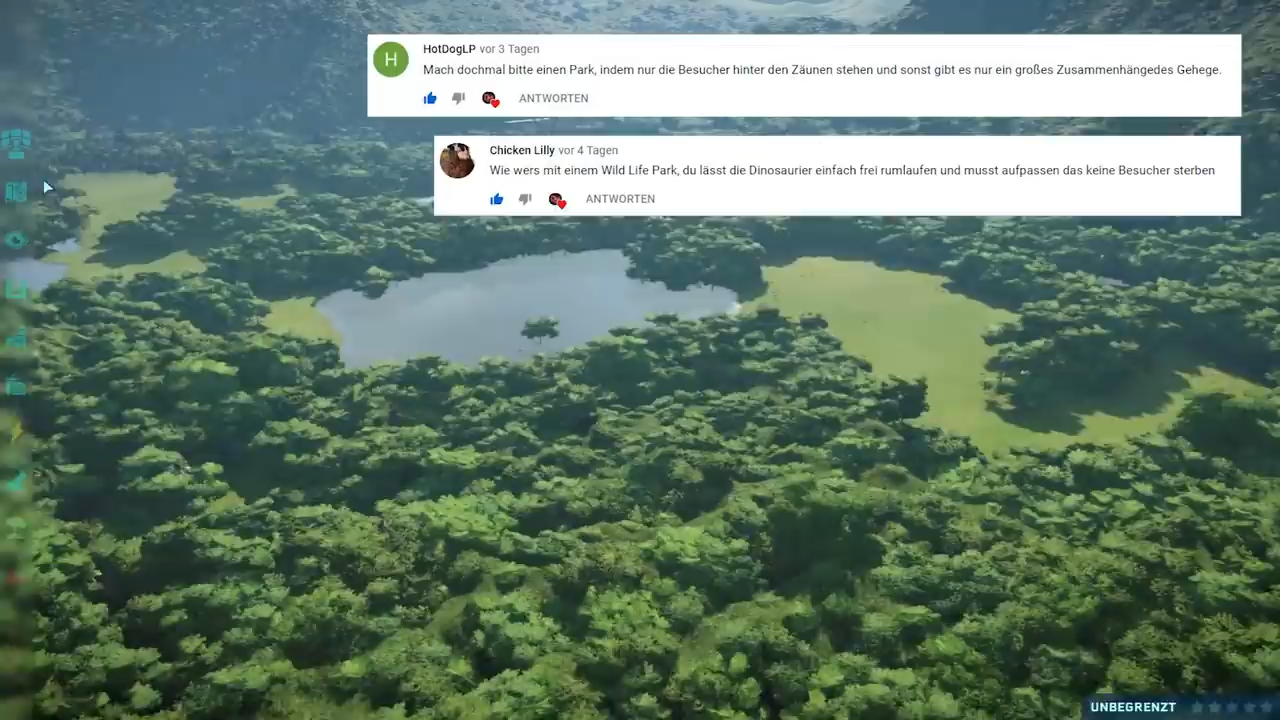 HotDogLP vor 3 Tagen
Mach dochmal bitte einen Park, indem nur die Besucher hinter den Zäunen stehen und sonst gibt es nur ein großes Zusammenhängedes Gehege.
H
ANTWORTEN
Chicken Lilly vor 4 Tagen
Wie wers mit einem Wild Life Park, du lässt die Dinosaurier einfach frei rumlaufen und musst aufpassen das keine Besucher sterben
ANTWORTEN
UNBEGRENZT